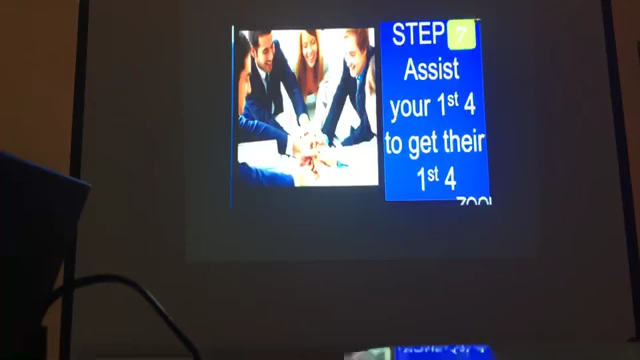 STEP 7
Assist
your 1st 4
to get their
1st 4